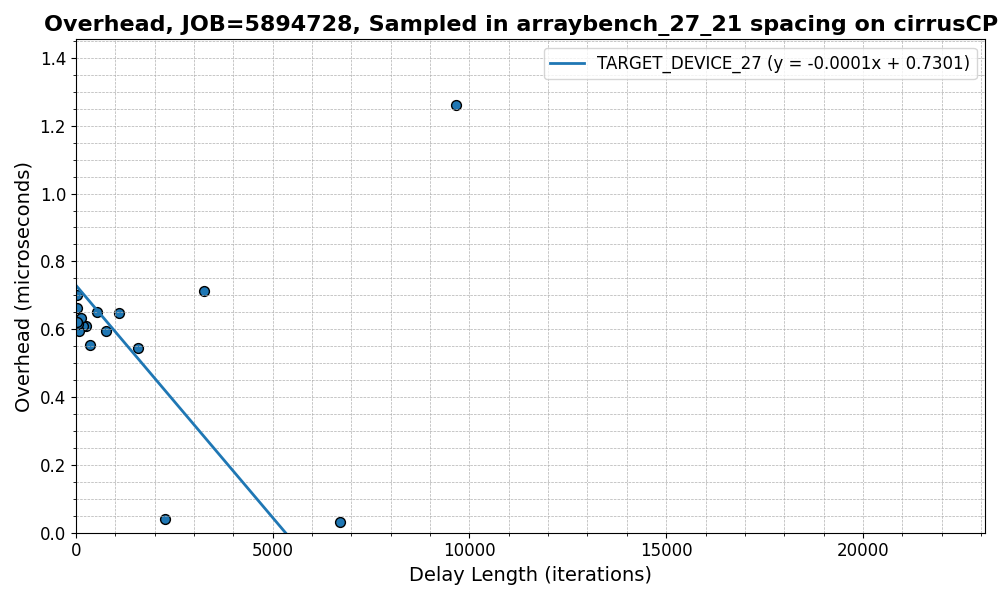 Overhead, JOB=5894728, Sampled in arraybench_27_21 spacing on cirrusCP
TARGET_DEVICE_27 (y = -0.0001x + 0.7301)
Overhead (microseconds)
1.4
1.2
1.0
0.8
0.6
0.4
0.2
0.0
0 5000 10000 15000 20000
Delay Length (iterations)